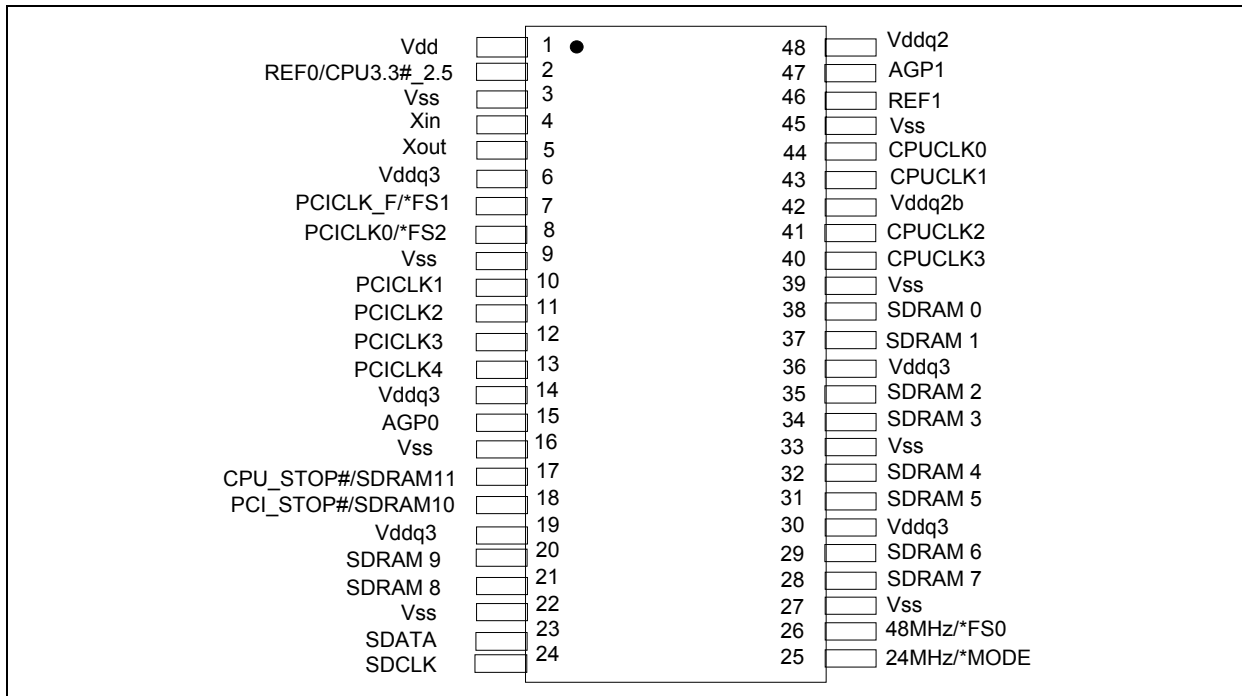 Vdd 1 48 Vddq2
REF0/CPU3.3#_2.5 2 47 AGP1
Vss 3 46 REF1
Xin 4 45 Vss
Xout 5 44 CPUCLK0
Vddq3 6 43 CPUCLK1
PCICLK_F/*FS1 7 42 Vddq2b
PCICLK0/*FS2 8 41 CPUCLK2
Vss 9 40 CPUCLK3
PCICLK1 10 39 Vss
PCICLK2 11 38 SDRAM 0
PCICLK3 12 37 SDRAM 1
PCICLK4 13 36 Vddq3
Vddq3 14 35 SDRAM 2
AGP0 15 34 SDRAM 3
Vss 16 33 Vss
CPU_STOP#/SDRAM11 17 32 SDRAM 4
PCI_STOP#/SDRAM10 18 31 SDRAM 5
Vddq3 19 30 Vddq3
SDRAM 9 20 29 SDRAM 6
SDRAM 8 21 28 SDRAM 7
Vss 22 27 Vss
SDATA 23 26 48MHz/*FS0
SDCLK 24 25 24MHz/*MODE